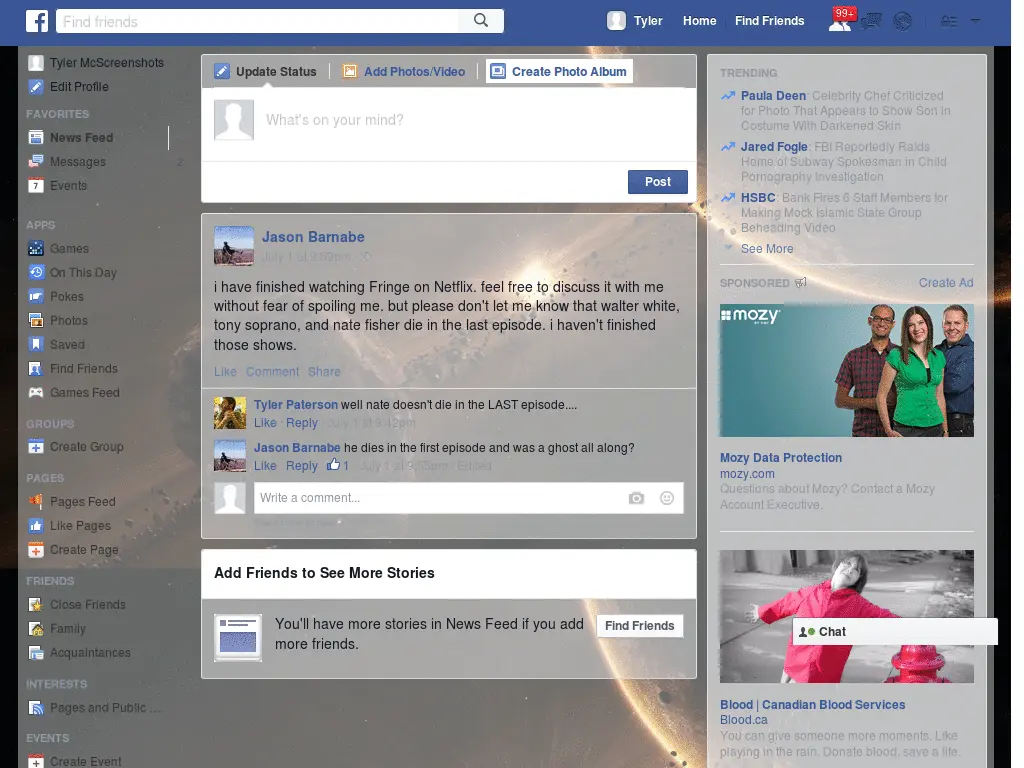 Find friends
Tyler
Home
Find Friends
99+
Tyler McScreenshots
Edit Profile
FAVORITES
News Feed
Messages
2
7
Events
APPS
Games
On This Day
Pokes
Photos
Saved
Find Friends
Games Feed
GROUPS
Create Group
PAGES
Pages Feed
Like Pages
Create Page
FRIENDS
Close Friends
Family
Acquaintances
INTERESTS
Pages and Public ...
EVENTS
Create Event
Update Status
Add Photos/Video
Create Photo Album
What's on your mind?
Post
Jason Barnabe
July 1 at 9:09pm
i have finished watching Fringe on Netflix. feel free to discuss it with me
without fear of spoiling me. but please don't let me know that walter white,
tony soprano, and nate fisher die in the last episode. i haven't finished
those shows.
Like Comment Share
Tyler Paterson well nate doesn't die in the LAST episode....
Like · Reply · July 1 at 9:42pm
Jason Barnabe he dies in the first episode and was a ghost all along?
Like · Reply · 1 · July 1 at 9:55pm · Edited
Write a comment...
Add Friends to See More Stories
You'll have more stories in News Feed if you add
more friends.
Find Friends
TRENDING
Paula Deen: Celebrity Chef Criticized
for Photo That Appears to Show Son in
Costume With Darkened Skin
Jared Fogle: FBI Reportedly Raids
Home of Subway Spokesman in Child
Pornography Investigation
HSBC: Bank Fires 6 Staff Members for
Making Mock Islamic State Group
Beheading Video
See More
SPONSORED
Create Ad
mozy
Mozy Data Protection
mozy.com
Questions about Mozy? Contact a Mozy
Account Executive.
Chat
Blood | Canadian Blood Services
Blood.ca
You can give someone more moments. Like
playing in the rain. Donate blood, save a life.